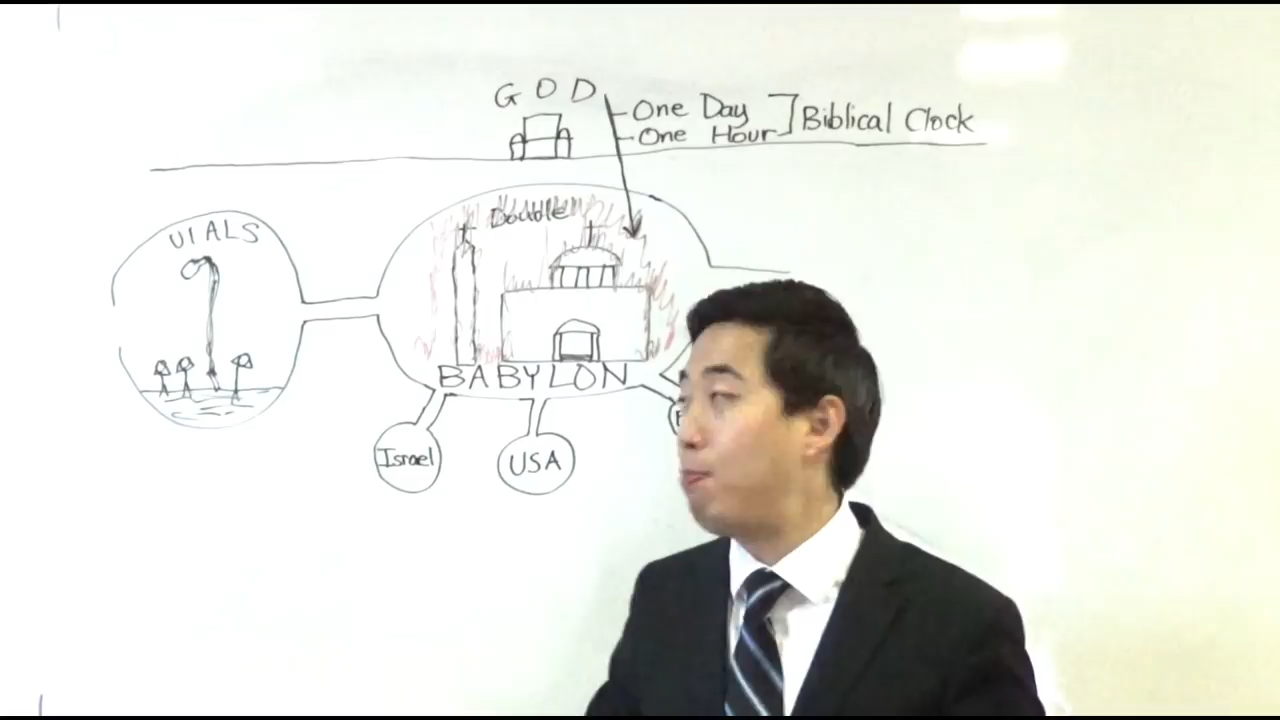 GOD
One Day
One Hour
Biblical Clock
VIALS
Double
BABYLON
Israel
USA